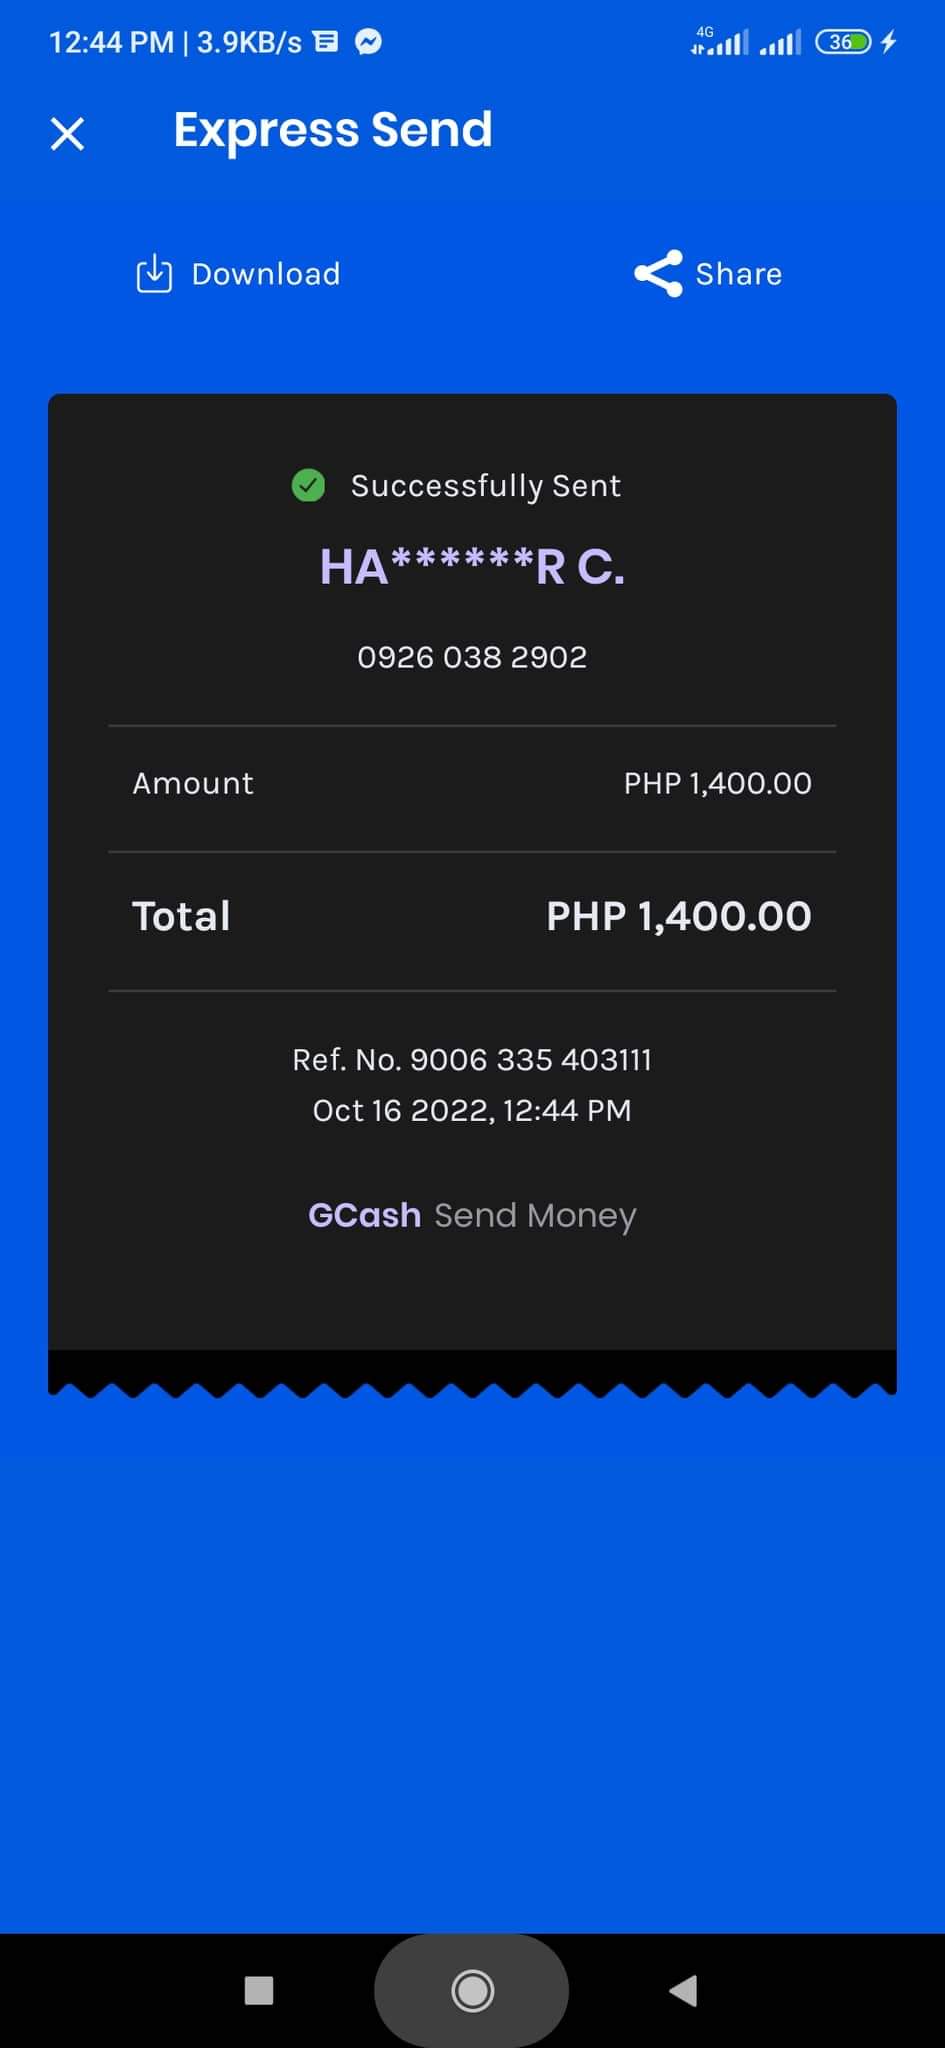 12:44 PM | 3.9KB/s
4G
36
Express Send
Download
Share
Successfully Sent
HA******R C.
0926 038 2902
Amount PHP 1,400.00
Total PHP 1,400.00
Ref. No. 9006 335 403111
Oct 16 2022, 12:44 PM
GCash Send Money